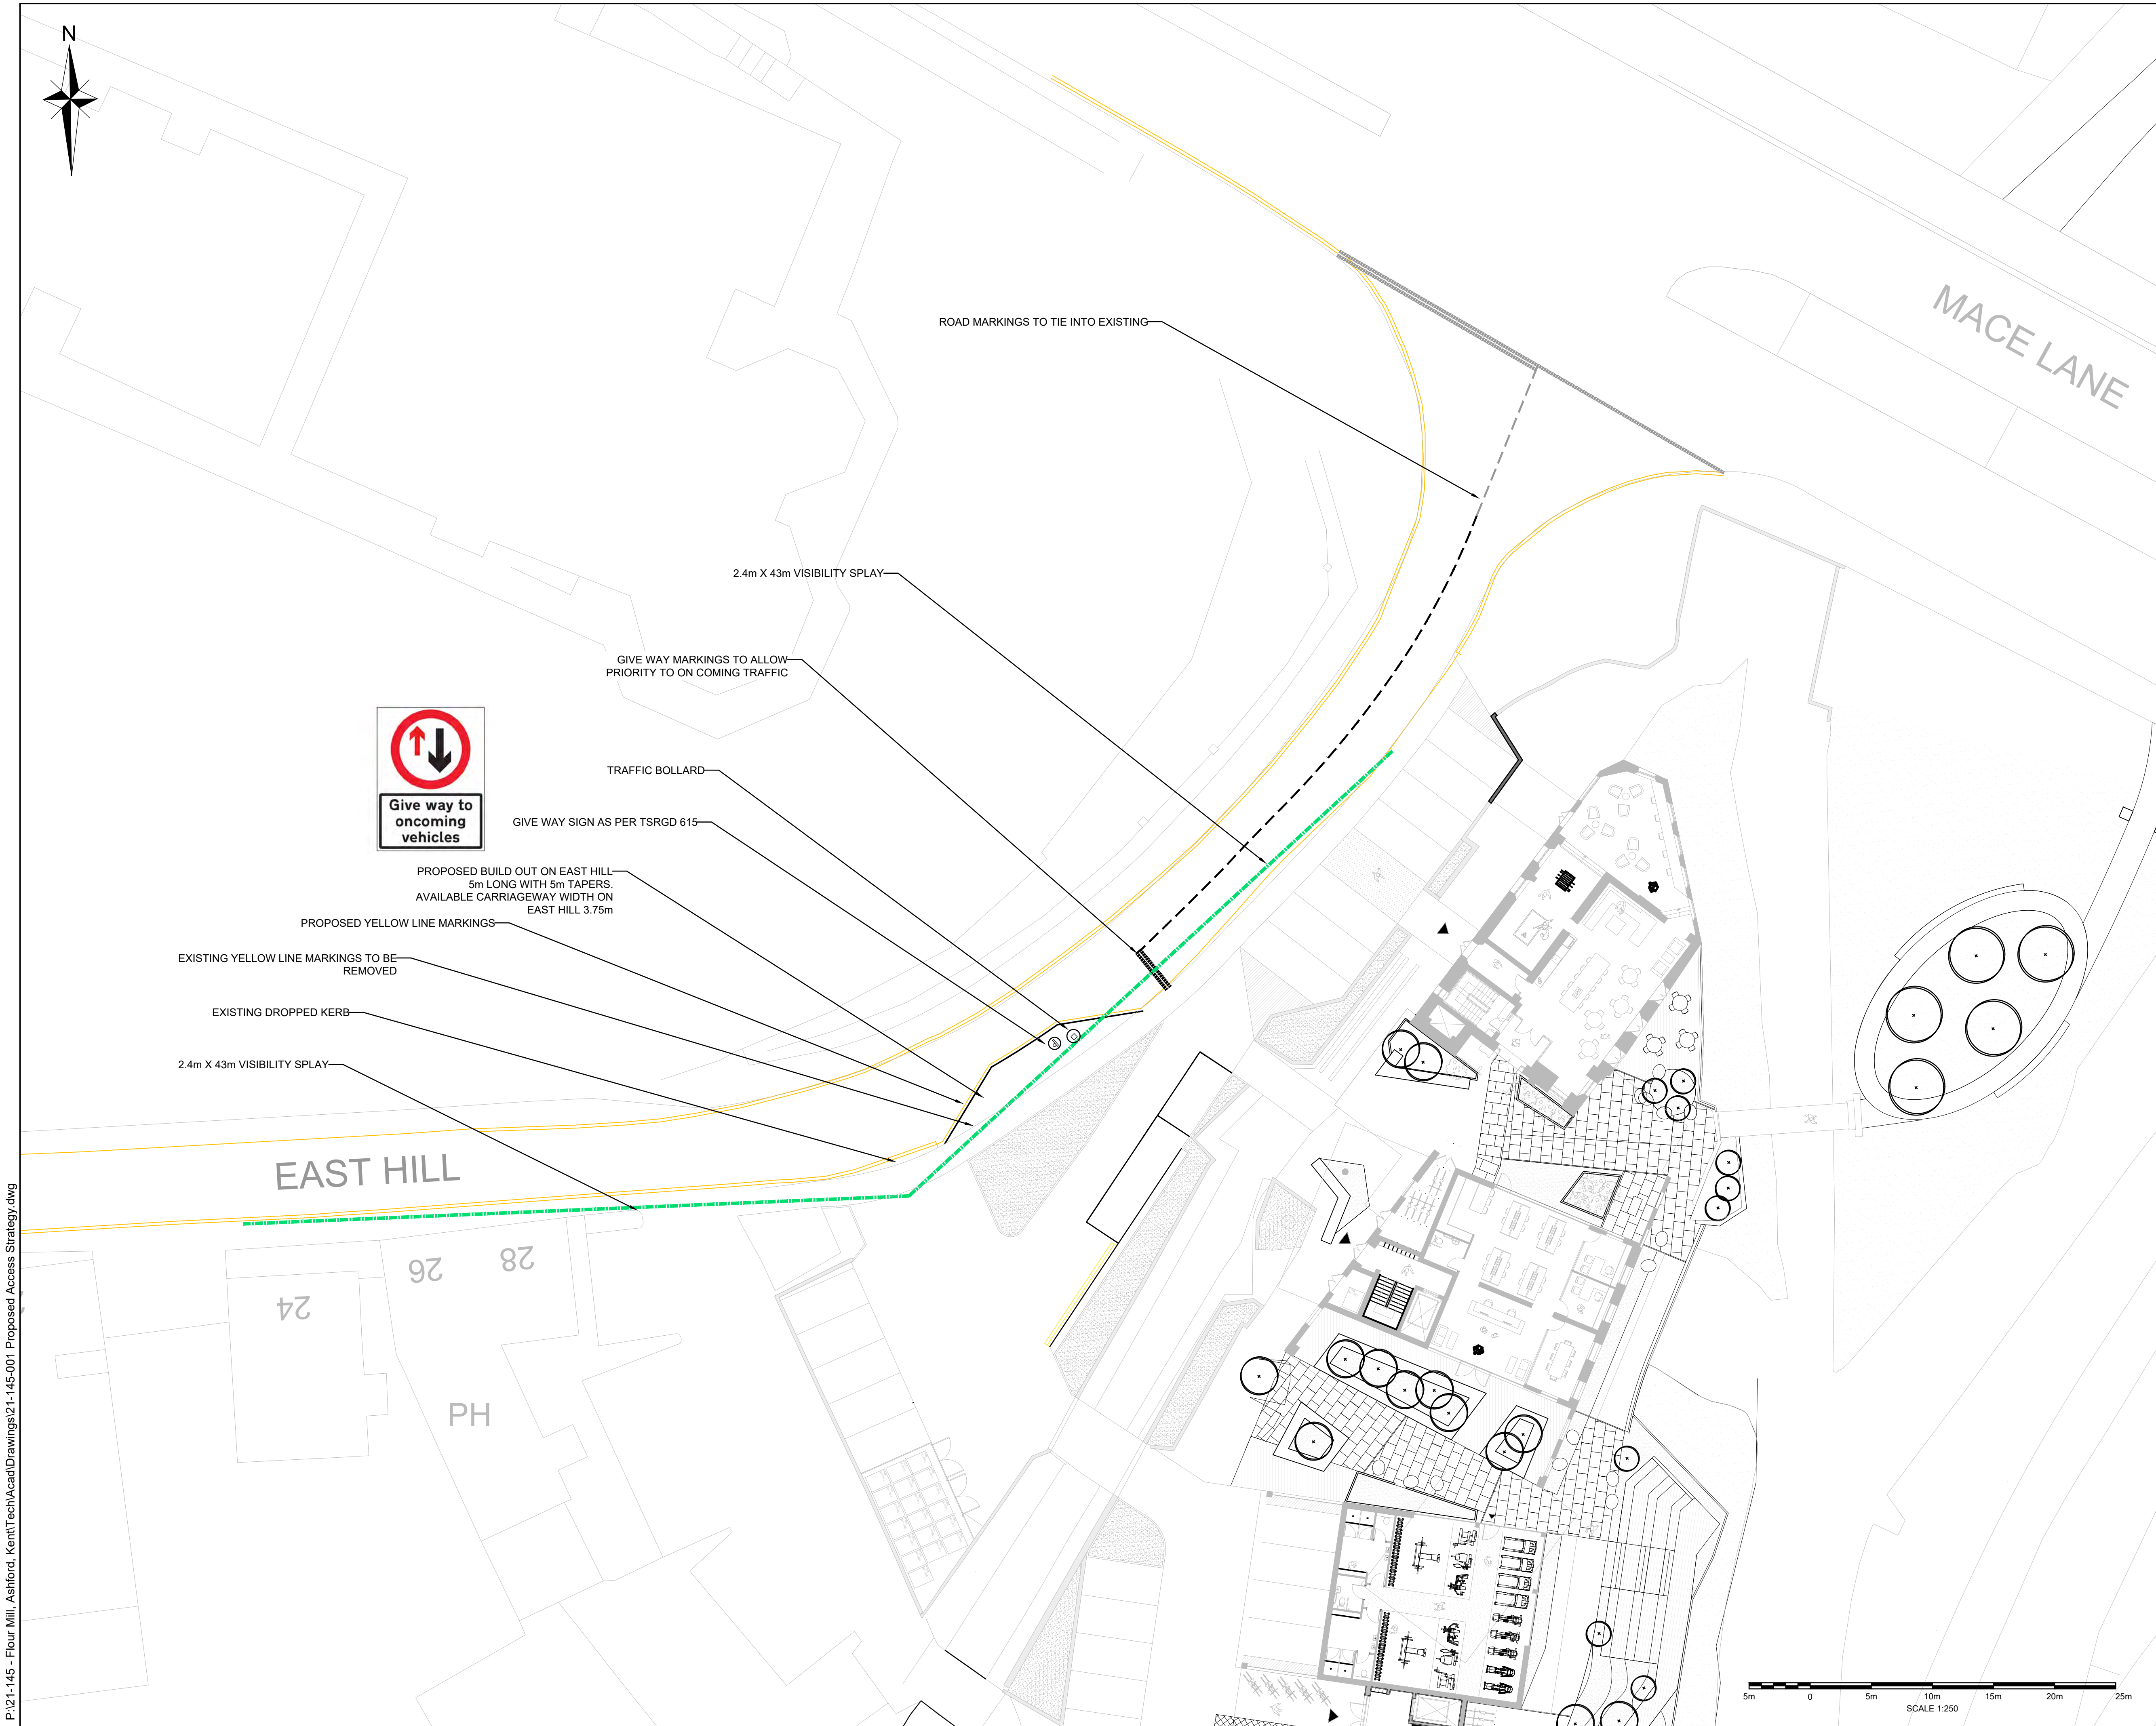 N
MACE LANE
ROAD MARKINGS TO TIE INTO EXISTING
2.4m X 43m VISIBILITY SPLAY
GIVE WAY MARKINGS TO ALLOW
PRIORITY TO ON COMING TRAFFIC
Give way to
oncoming
vehicles
TRAFFIC BOLLARD
GIVE WAY SIGN AS PER TSRGD 615
PROPOSED BUILD OUT ON EAST HILL
5m LONG WITH 5m TAPERS.
AVAILABLE CARRIAGEWAY WIDTH ON
EAST HILL 3.75m
PROPOSED YELLOW LINE MARKINGS
EXISTING YELLOW LINE MARKINGS TO BE
REMOVED
EXISTING DROPPED KERB
2.4m X 43m VISIBILITY SPLAY
EAST HILL
24
26
28
PH
P:\21-145 - Flour Mill, Ashford, Kent\Tech\Acad\Drawings\21-145-001 Proposed Access Strategy.dwg
5m 0 5m 10m 15m 20m 25m
SCALE 1:250